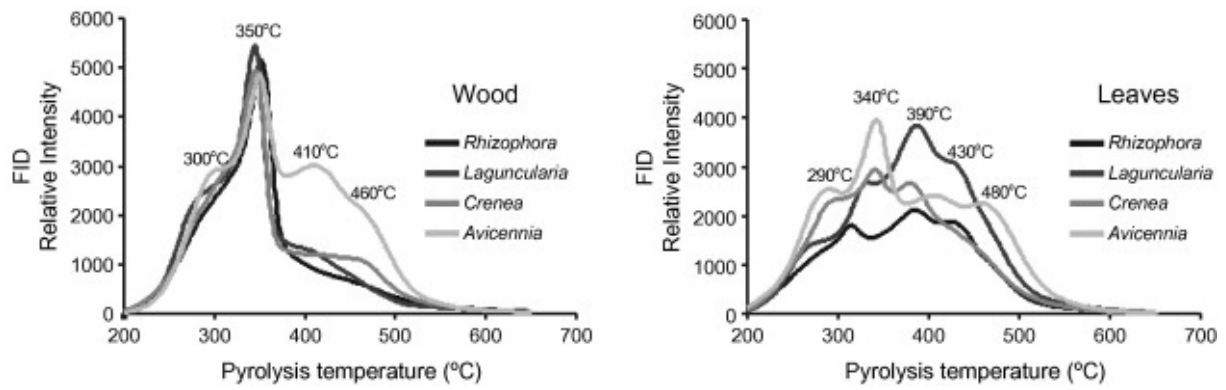 6000
5000
4000
3000
2000
1000
0
FID
Relative Intensity
350°C
300°C
410°C
460°C
Wood
Rhizophora
Laguncularia
Crenea
Avicennia
200
300
400
500
600
700
Pyrolysis temperature (ºC)
6000
5000
4000
3000
2000
1000
0
FID
Relative Intensity
340°C
390°C
290°C
430°C
480°C
Leaves
Rhizophora
Laguncularia
Crenea
Avicennia
200
300
400
500
600
700
Pyrolysis temperature (ºC)